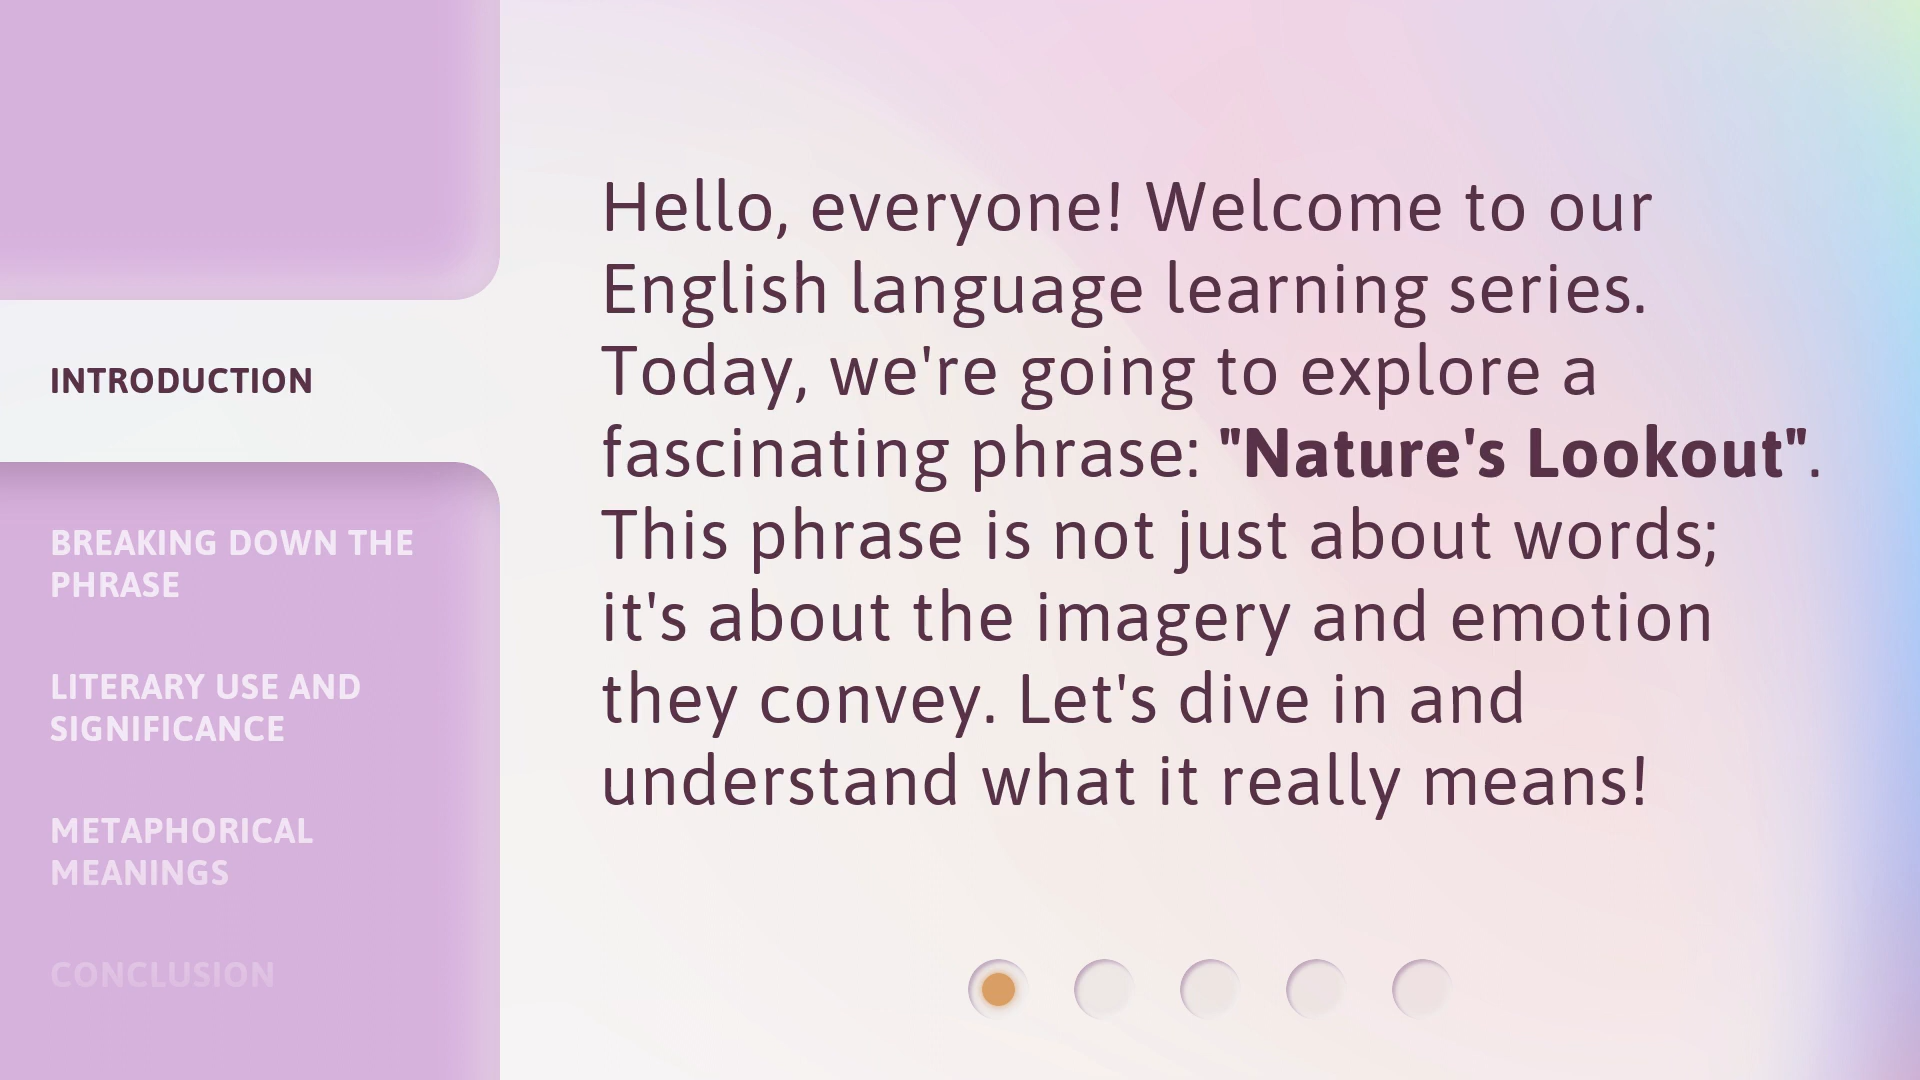 INTRODUCTION
BREAKING DOWN THE
PHRASE
LITERARY USE AND
SIGNIFICANCE
METAPHORICAL
MEANINGS
CONCLUSION
Hello, everyone! Welcome to our
English language learning series.
Today, we're going to explore a
fascinating phrase: "Nature's Lookout".
This phrase is not just about words;
it's about the imagery and emotion
they convey. Let's dive in and
understand what it really means!